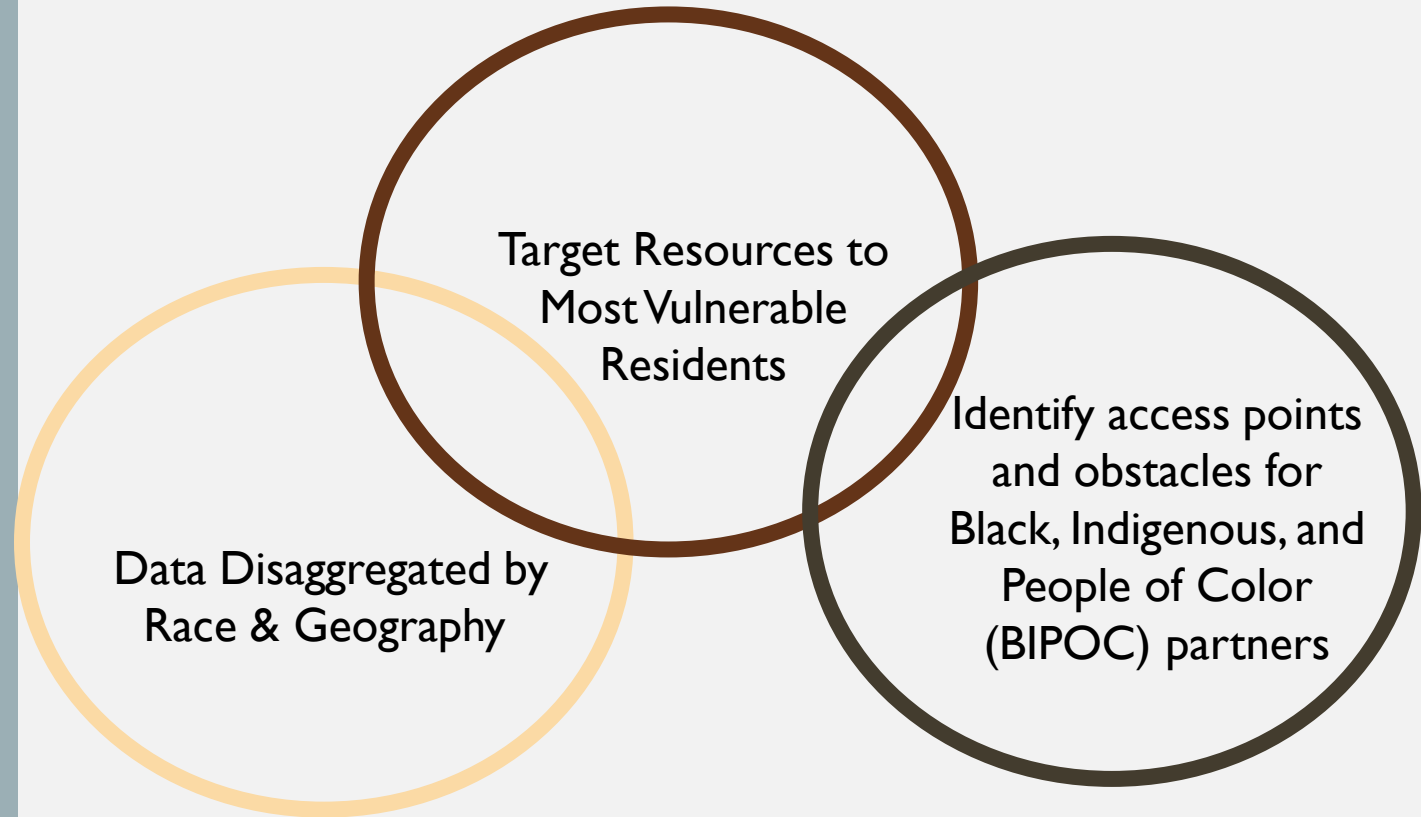 Target Resources to
Most Vulnerable
Residents
Data Disaggregated by
Race & Geography
Identify access points
and obstacles for
Black, Indigenous, and
People of Color
(BIPOC) partners